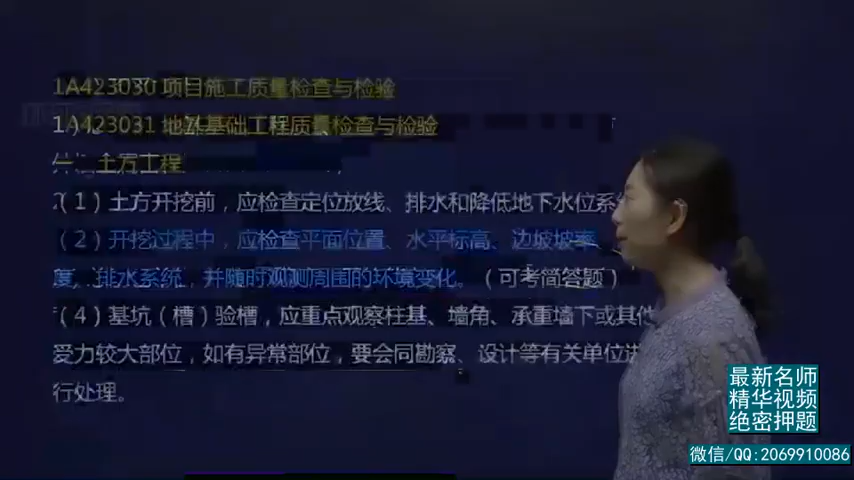 1A423030 项目施工质量检查与检验
1A423031 地基基础工程质量检查与检验
一、土方工程
（1）土方开挖前，应检查定位放线、排水和降低地下水位系
（2）开挖过程中，应检查平面位置、水平标高、边坡坡率、
度、排水系统，并随时观测周围的环境变化。（可考简答题）
（4）基坑（槽）验槽，应重点观察柱基、墙角、承重墙下或其他
受力较大部位，如有异常部位，要会同勘察、设计等有关单位进
行处理。
最新名师
精华视频
绝密押题
微信/QQ:2069910086